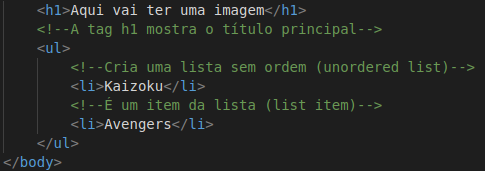 <h1>Aqui vai ter uma imagem</h1>
<!--A tag h1 mostra o título principal-->
<ul>
<!--Cria uma lista sem ordem (unordered list)-->
<li>Kaizoku</li>
<!--É um item da lista (list item)-->
<li>Avengers</li>
</ul>
</body>